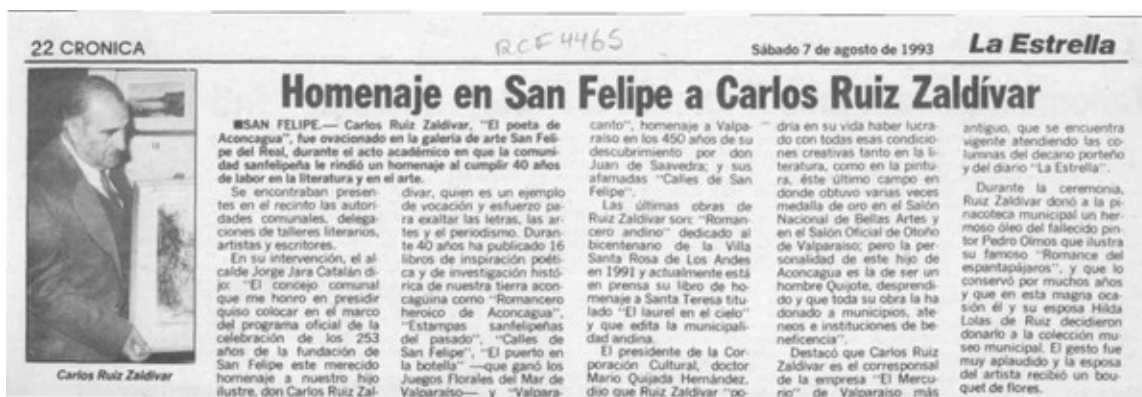 22 CRONICA
RCF 4465
Sábado 7 de agosto de 1993
La Estrella
Homenaje en San Felipe a Carlos Ruiz Zaldívar
Carlos Ruiz Zaldívar
■SAN FELIPE.— Carlos Ruiz Zaldívar, "El poeta de
Aconcagua", fue ovacionado en la galería de arte San Feli-
pe del Real, durante el acto académico en que la comuni-
dad sanfelipeña le rindió un homenaje al cumplir 40 años
de labor en la literatura y en el arte.
Se encontraban presen-
tes en el recinto las autori-
dades comunales, delega-
ciones de talleres literarios,
artistas y escritores.
En su intervención, el al-
calde Jorge Jara Catalán di-
jo: "El concejo comunal
que me honro en presidir
quiso colocar en el marco
del programa oficial de la
celebración de los 253
años de la fundación de
San Felipe este merecido
homenaje a nuestro hijo
ilustre, don Carlos Ruiz Zal-
dívar, quien es un ejemplo
de vocación y esfuerzo pa-
ra exaltar las letras, las ar-
tes y el periodismo. Duran-
te 40 años ha publicado 16
libros de inspiración poéti-
ca y de investigación histó-
rica de nuestra tierra acon-
cagüina como "Romancero
heroico de Aconcagua",
"Estampas sanfelipeñas
del pasado", "Calles de
San Felipe", "El puerto en
la botella" —que ganó los
Juegos Florales del Mar de
Valparaíso— y "Valpara-
canto", homenaje a Valpa-
raíso en los 450 años de su
descubrimiento por don
Juan de Saavedra; y sus
afamadas "Calles de San
Felipe".
Las últimas obras de
Ruiz Zaldívar son: "Roman-
cero andino" dedicado al
bicentenario de la Villa
Santa Rosa de Los Andes
en 1991 y actualmente está
en prensa su libro de ho-
menaje a Santa Teresa titu-
lado "El laurel en el cielo"
y que edita la municipali-
dad andina.
El presidente de la Cor-
poración Cultural, doctor
Mario Quijada Hernández,
dijo que Ruiz Zaldívar "po-
dría en su vida haber lucra-
do con todas esas condicio-
nes creativas tanto en la li-
teratura, como en la pintu-
ra, éste último campo en
donde obtuvo varias veces
medalla de oro en el Salón
Nacional de Bellas Artes y
en el Salón Oficial de Otoño
de Valparaíso; pero la per-
sonalidad de este hijo de
Aconcagua es la de ser un
hombre Quijote, desprendi-
do y que toda su obra la ha
donado a municipios, ate-
neos e instituciones de be-
neficencia".
Destacó que Carlos Ruiz
Zaldívar es el corresponsal
de la empresa "El Mercu-
rio" de Valparaíso más
antiguo, que se encuentra
vigente atendiendo las co-
lumnas del decano porteño
y del diario "La Estrella".
Durante la ceremonia,
Ruiz Zaldívar donó a la pi-
nacoteca municipal un her-
moso óleo del fallecido pin-
tor Pedro Olmos que ilustra
su famoso "Romance del
espantapájaros", y que lo
conservó por muchos años
y que en esta magna oca-
sión él y su esposa Hilda
Lolas de Ruiz decidieron
donarlo a la colección mu-
seo municipal. El gesto fue
muy aplaudido y la esposa
del artista recibió un bou-
quet de flores.